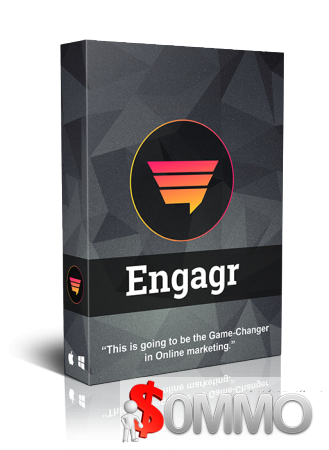 Engagr
“This is going to be the Game-Changer
in Online marketing.”
$0MMO